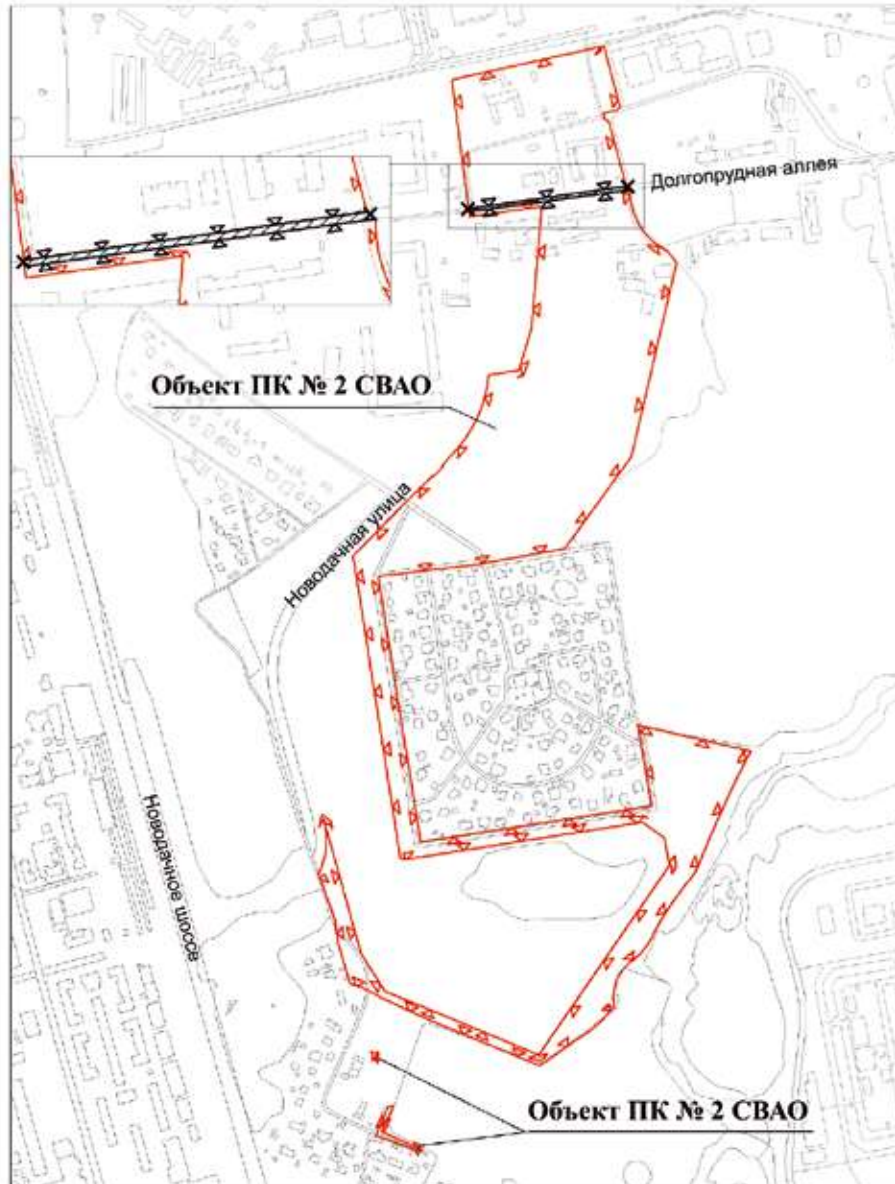 Долгопрудная аллея
Объект ПК № 2 СВАО
Новодачная улица
Новодачное шоссе
Объект ПК № 2 СВАО